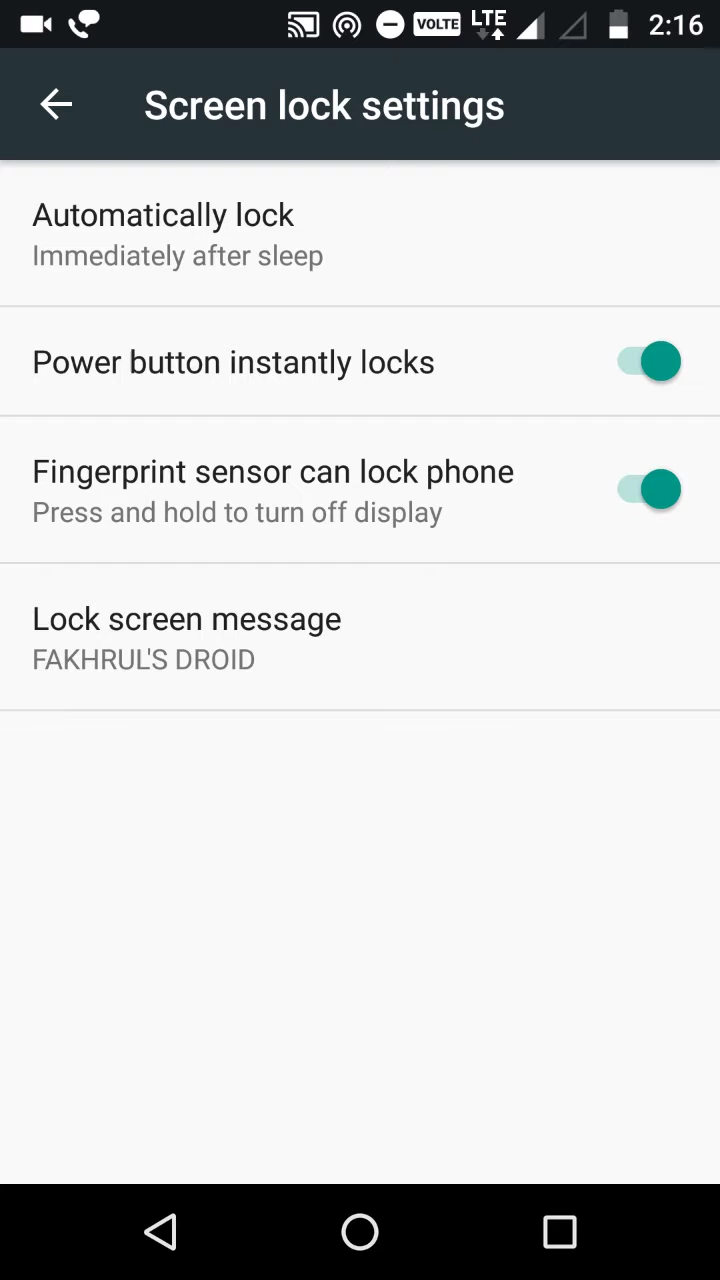 VOLTE LTE 2:16
Screen lock settings
Automatically lock
Immediately after sleep
Power button instantly locks
Fingerprint sensor can lock phone
Press and hold to turn off display
Lock screen message
FAKHRUL'S DROID